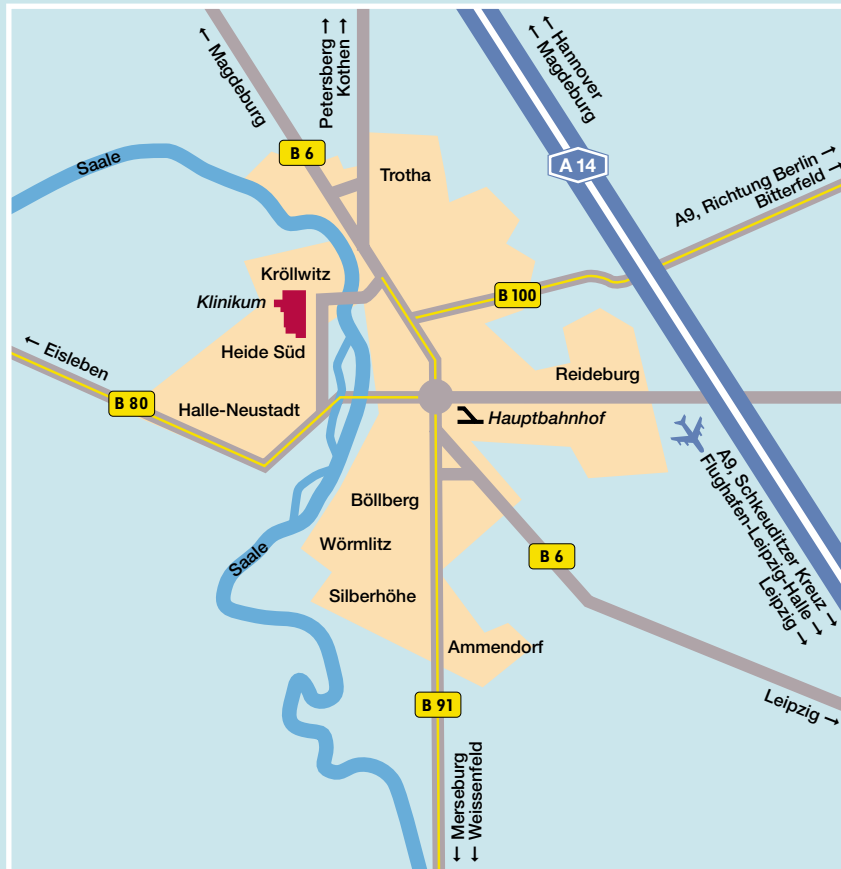 ← Magdeburg
Petersberg →
Kothen →
← Hannover
← Magdeburg
Saale
B 6
Trotha
A 14
A9, Richtung Berlin →
Bitterfeld →
Kröllwitz
Klinikum
B 100
Heide Süd
← Eisleben
Reideburg
B 80
Halle-Neustadt
Hauptbahnhof
A9, Schkeuditzer Kreuz →
Flughafen-Leipzig-Halle →
Leipzig →
Böllberg
Wörmlitz
B 6
Saale
Silberhöhe
Ammendorf
B 91
Leipzig →
← Merseburg
← Weissenfeld